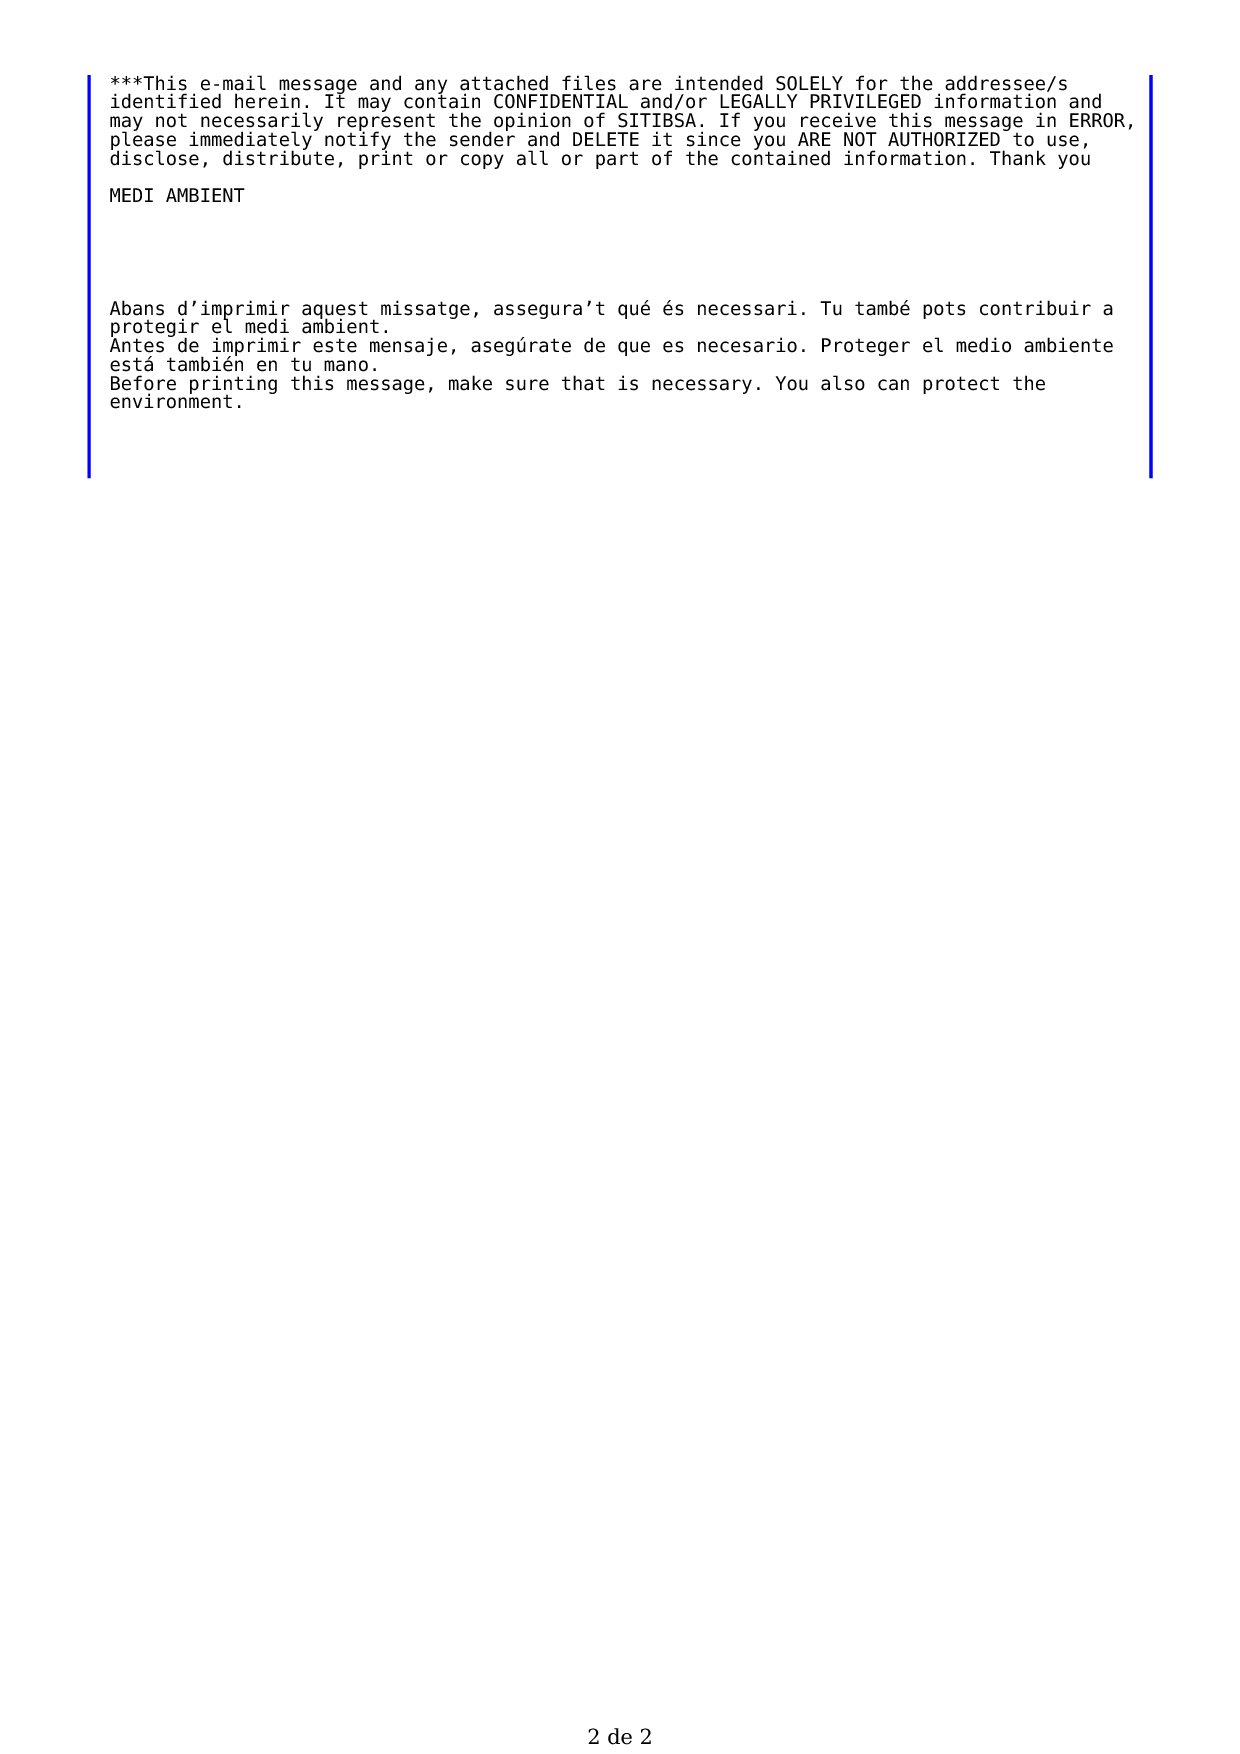 ***This e-mail message and any attached files are intended SOLELY for the addressee/s
identified herein. It may contain CONFIDENTIAL and/or LEGALLY PRIVILEGED information and
may not necessarily represent the opinion of SITIBSA. If you receive this message in ERROR,
please immediately notify the sender and DELETE it since you ARE NOT AUTHORIZED to use,
disclose, distribute, print or copy all or part of the contained information. Thank you
MEDI AMBIENT
Abans d’imprimir aquest missatge, assegura’t qué és necessari. Tu també pots contribuir a
protegir el medi ambient.
Antes de imprimir este mensaje, asegúrate de que es necesario. Proteger el medio ambiente
está también en tu mano.
Before printing this message, make sure that is necessary. You also can protect the
environment.
2 de 2